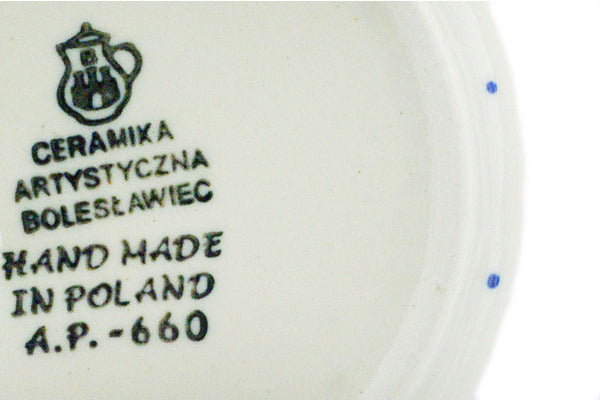 CERAMIKA
ARTYSTYCZNA
BOLESŁAWIEC
HAND MADE
IN POLAND
A.P.-660